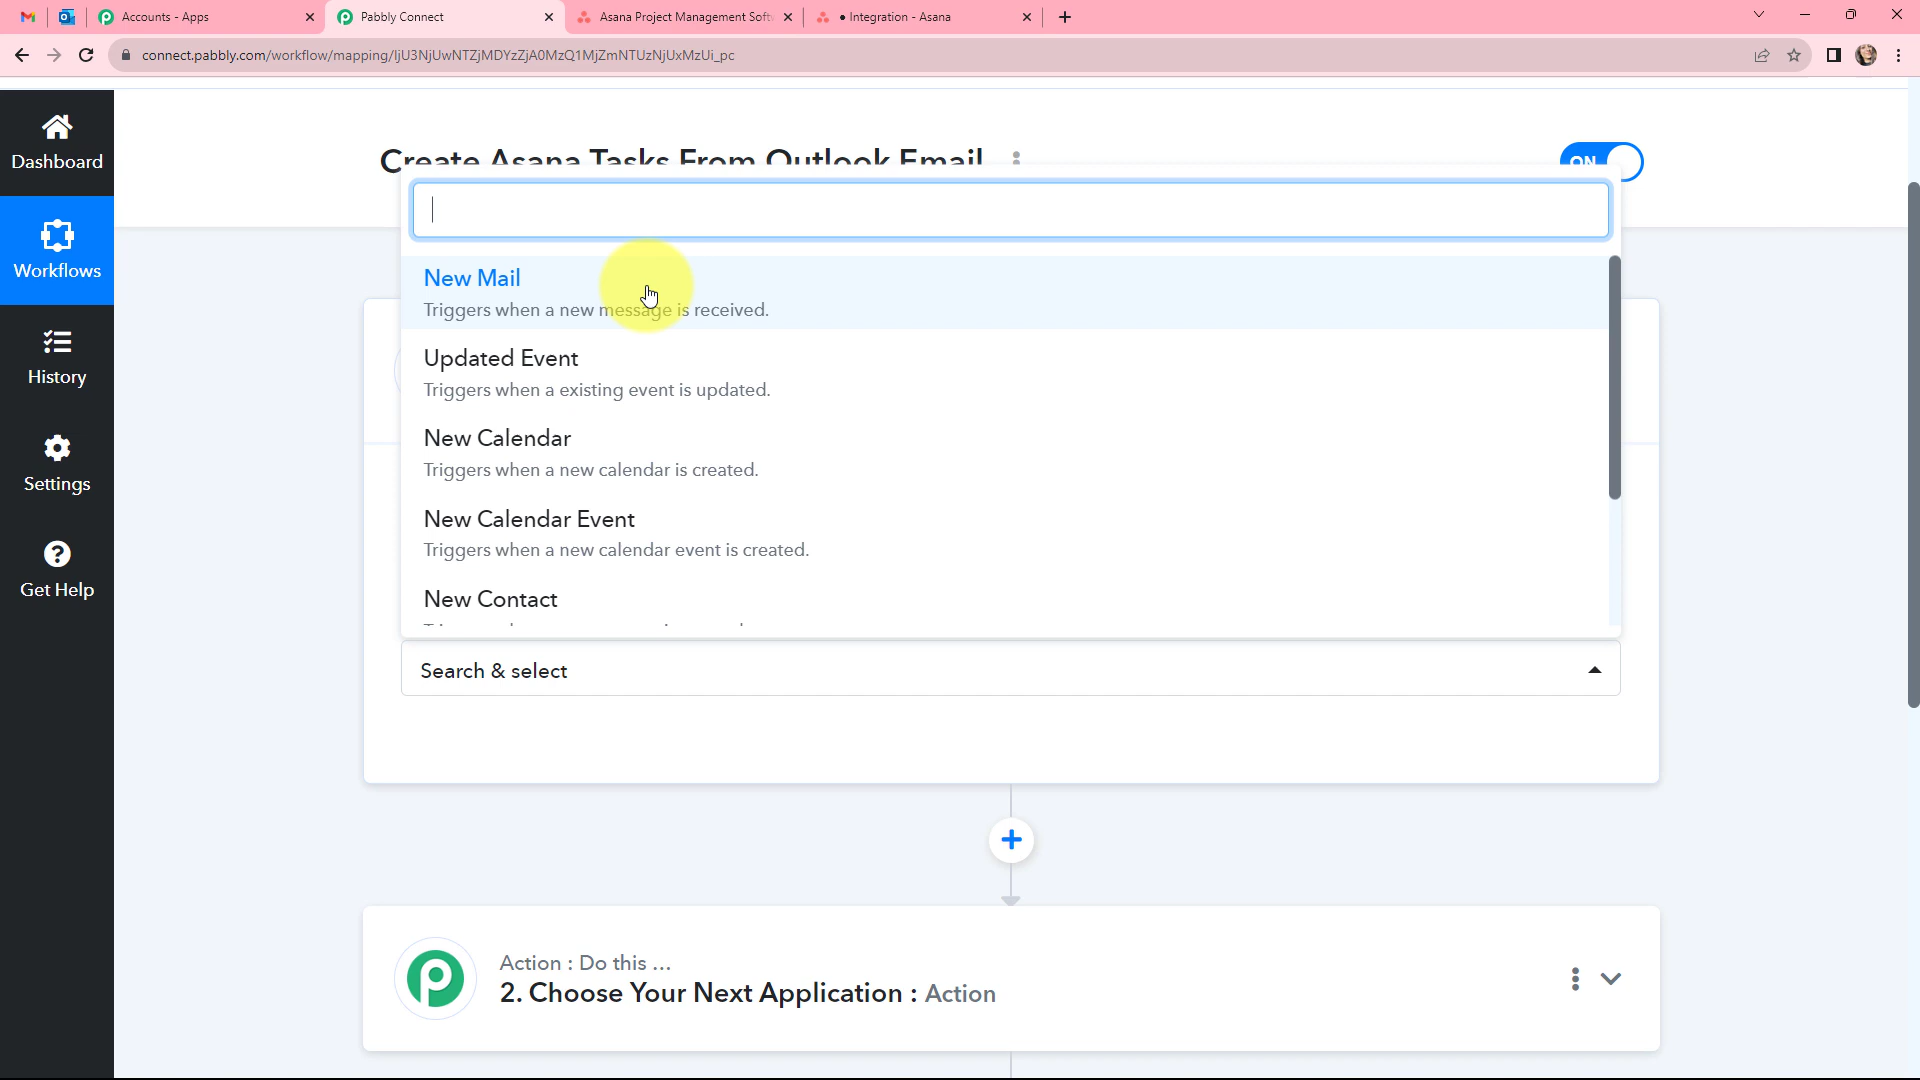 Accounts - Apps
Pabbly Connect
Asana Project Management Softw
• Integration - Asana
connect.pabbly.com/workflow/mapping/IjU3NjUwNTZjMDYzZjA0MzQ1MjZmNTUzNjUxMzUi_pc
Dashboard
Workflows
History
Settings
Get Help
Create Asana Tasks From Outlook Email
ON
New Mail
Triggers when a new message is received.
Updated Event
Triggers when a existing event is updated.
New Calendar
Triggers when a new calendar is created.
New Calendar Event
Triggers when a new calendar event is created.
New Contact
Search & select
Action : Do this ...
2. Choose Your Next Application : Action